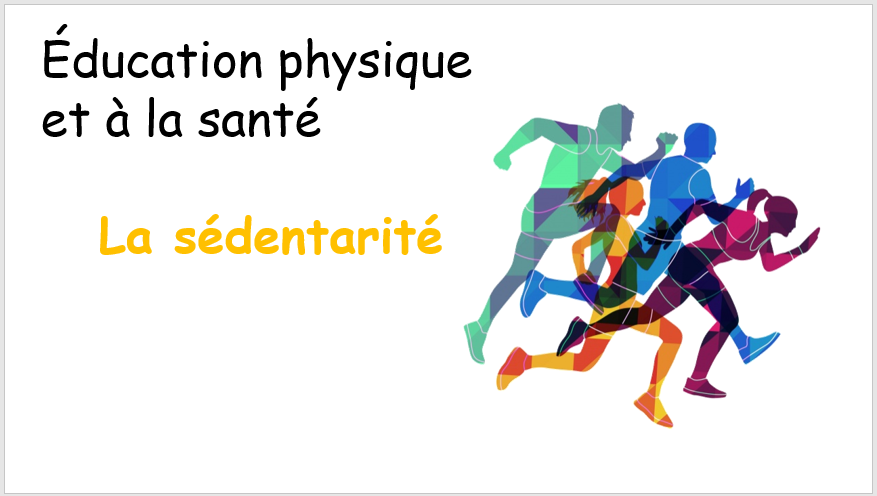 Éducation physique
et à la santé
La sédentarité